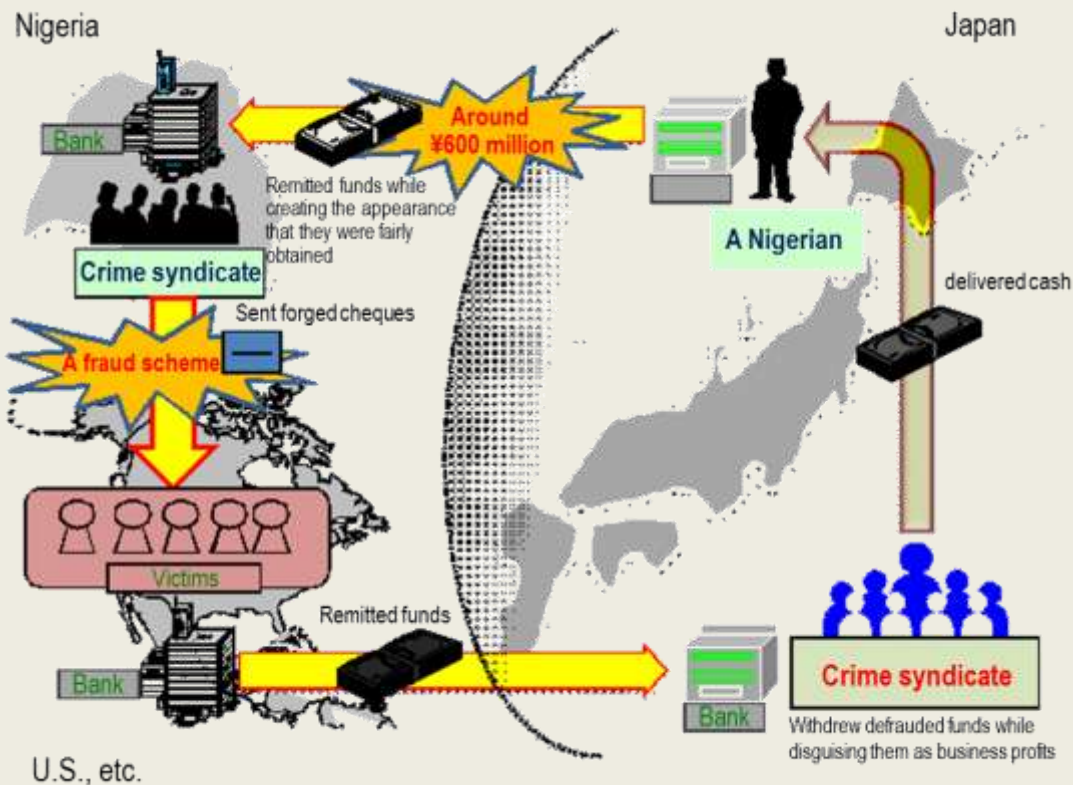 Nigeria
Japan
Around
¥600 million
Bank
Remitted funds while
creating the appearance
that they were fairly
obtained
A Nigerian
Crime syndicate
delivered cash
Sent forged cheques
A fraud scheme
Victims
Remitted funds
Bank
Bank
Crime syndicate
Withdrew defrauded funds while
disguising them as business profits
U.S., etc.